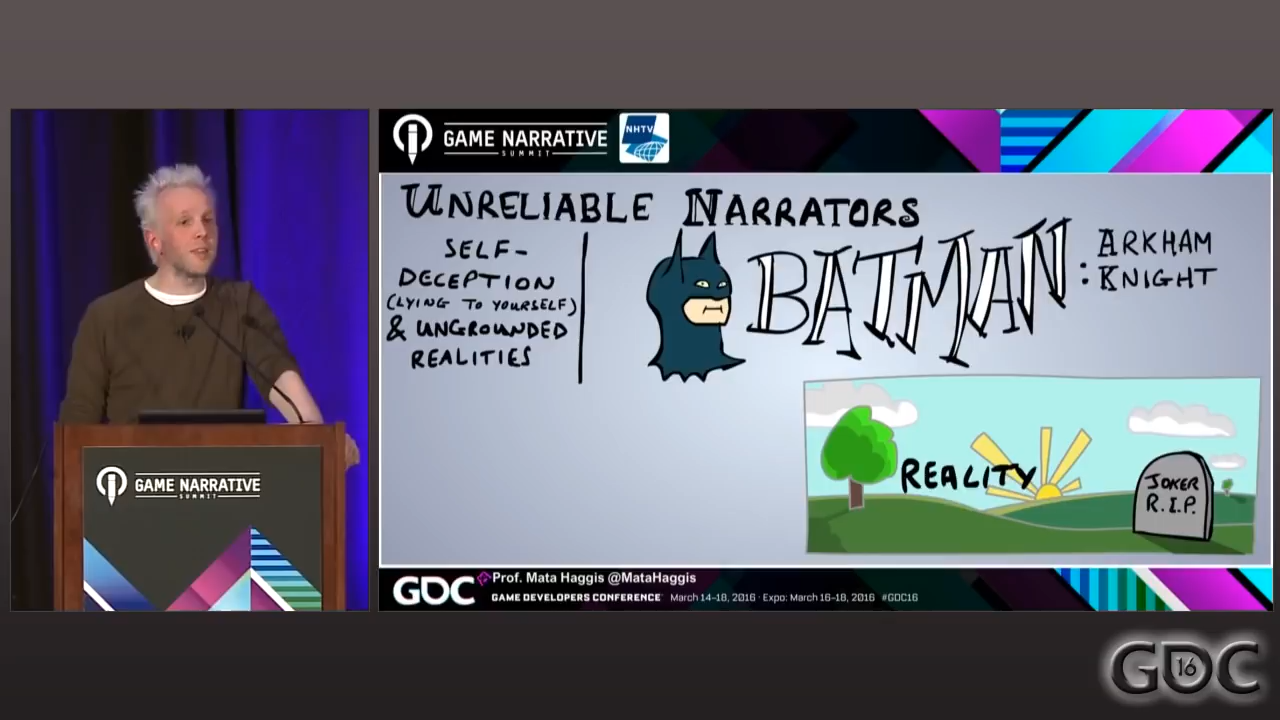 GAME NARRATIVE
SUMMIT
NHTV
UNRELIABLE NARRATORS
SELF-
DECEPTION
(LYING TO YOURSELF)
& UNGROUNDED
REALITIES
BATMAN: ARKHAM
KNIGHT
REALITY
JOKER
R.I.P.
GAME NARRATIVE
SUMMIT
GDC Prof. Mata Haggis @MataHaggis
GAME DEVELOPERS CONFERENCE March 14-18, 2016 · Expo: March 16-18, 2016 #GDC16
GDC 16